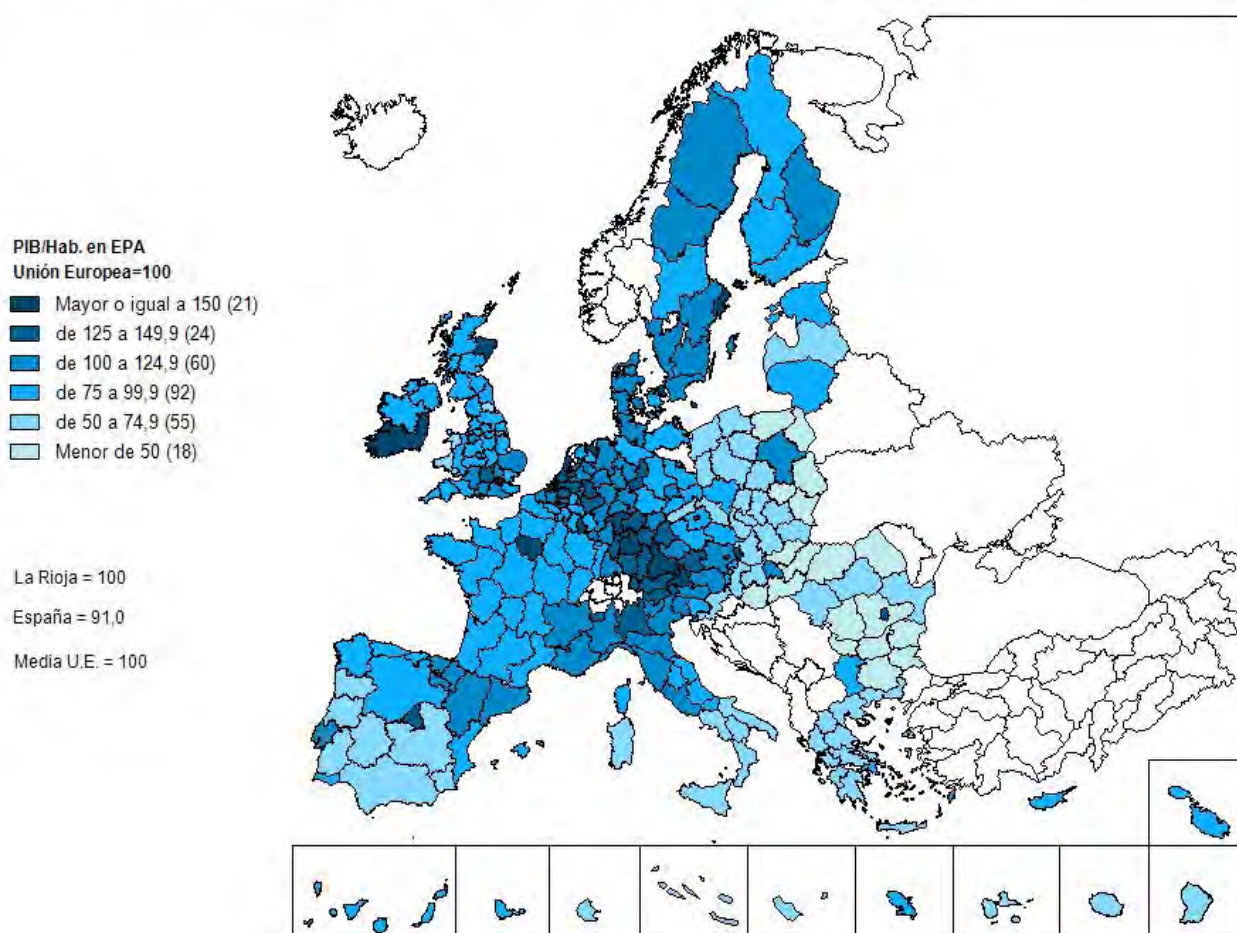 PIB/Hab. en EPA
Unión Europea=100
Mayor o igual a 150 (21)
de 125 a 149,9 (24)
de 100 a 124,9 (60)
de 75 a 99,9 (92)
de 50 a 74,9 (55)
Menor de 50 (18)
La Rioja = 100
España = 91,0
Media U.E. = 100